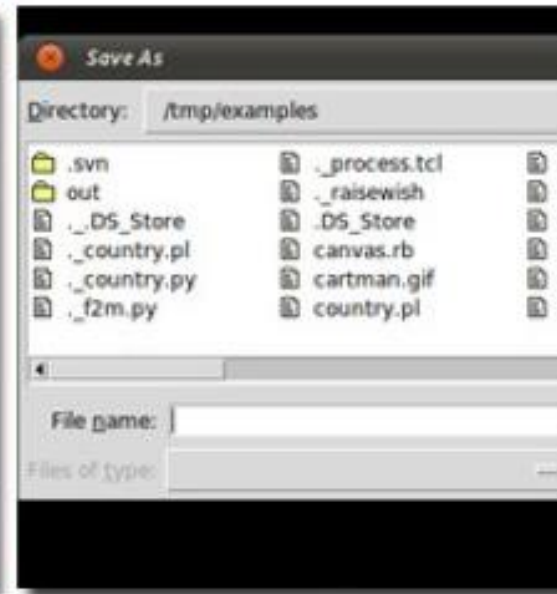 Save As
Directory: /tmp/examples
.svn
out
._.DS_Store
._country.pl
._country.py
._f2m.py
._process.tcl
._raisewish
.DS_Store
canvas.rb
cartman.gif
country.pl
File name:
Files of type: